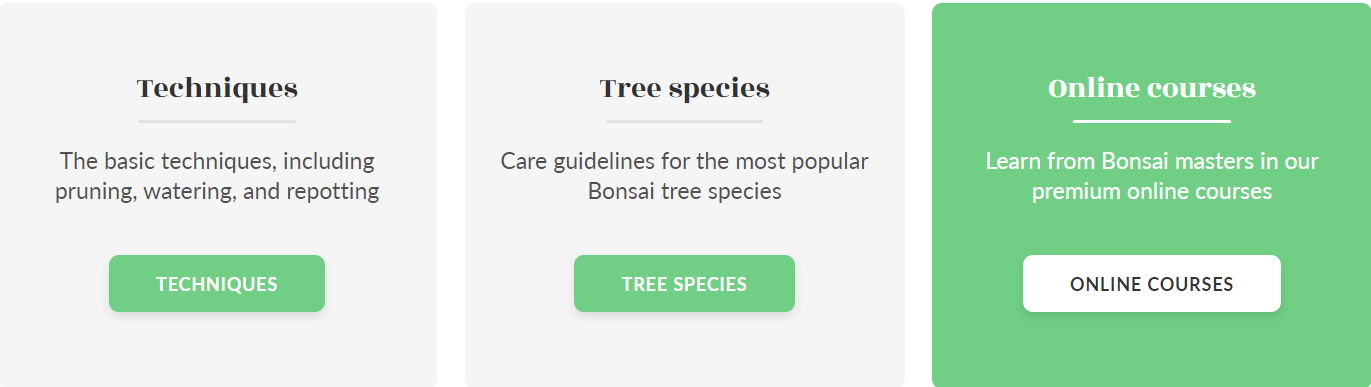 Techniques
The basic techniques, including
pruning, watering, and repotting
TECHNIQUES
Tree species
Care guidelines for the most popular
Bonsai tree species
TREE SPECIES
Online courses
Learn from Bonsai masters in our
premium online courses
ONLINE COURSES